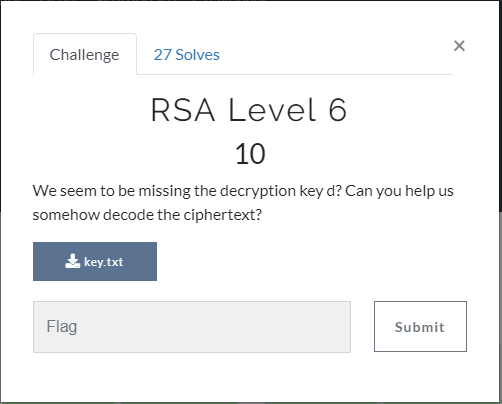 Challenge
27 Solves
×
RSA Level 6
10
We seem to be missing the decryption key d? Can you help us
somehow decode the ciphertext?
key.txt
Flag
Submit